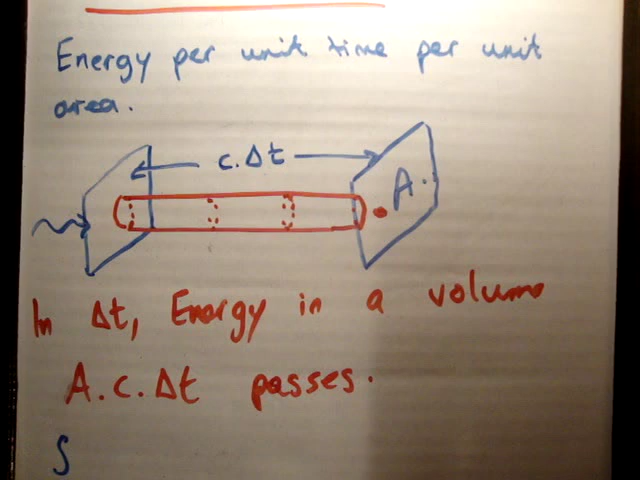 Energy per unit time per unit
area.
c.Δt
A.
In Δt, Energy in a volume
A.c.Δt passes.
S